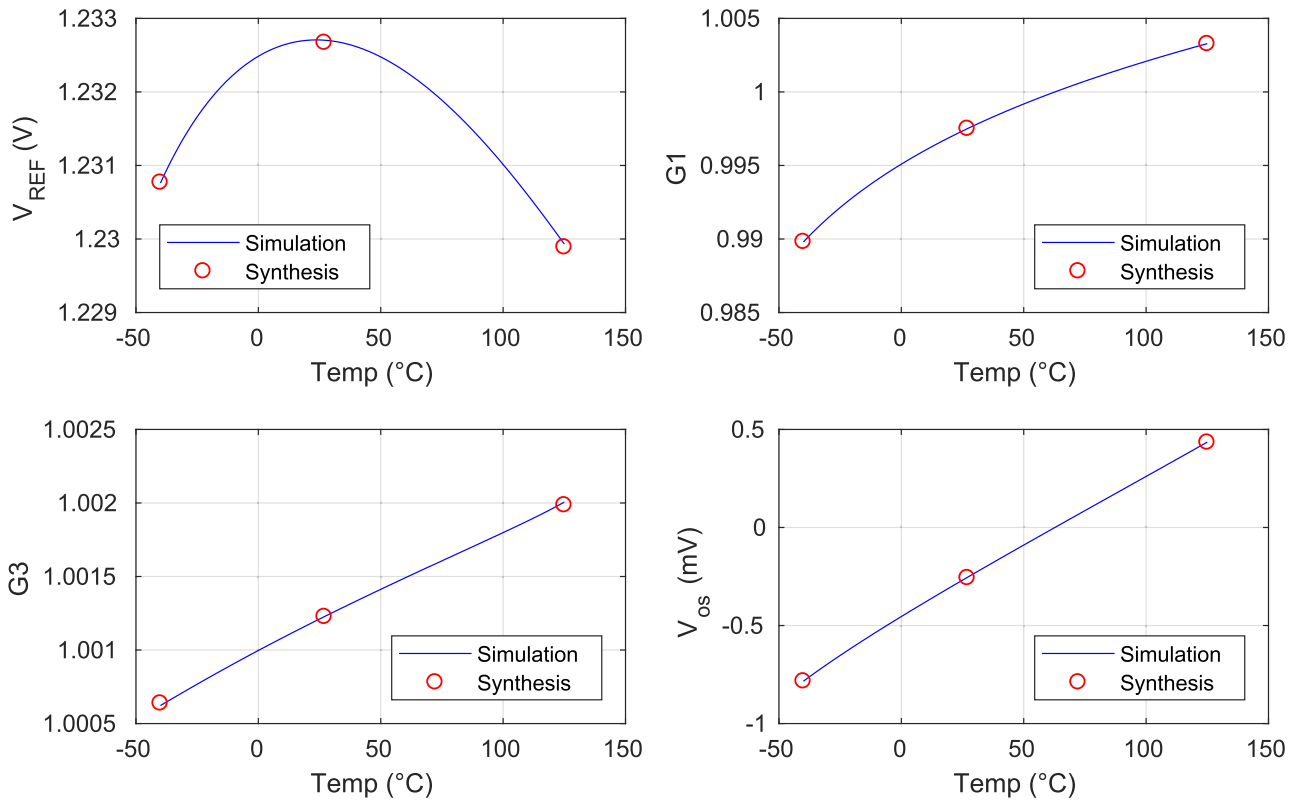 1.233
1.232
1.231
1.23
1.229
V_REF (V)
Simulation
Synthesis
-50 0 50 100 150
Temp (°C)
1.005
1
0.995
0.99
0.985
G1
Simulation
Synthesis
-50 0 50 100 150
Temp (°C)
1.0025
1.002
1.0015
1.001
1.0005
G3
Simulation
Synthesis
-50 0 50 100 150
Temp (°C)
0.5
0
-0.5
-1
V_os (mV)
Simulation
Synthesis
-50 0 50 100 150
Temp (°C)